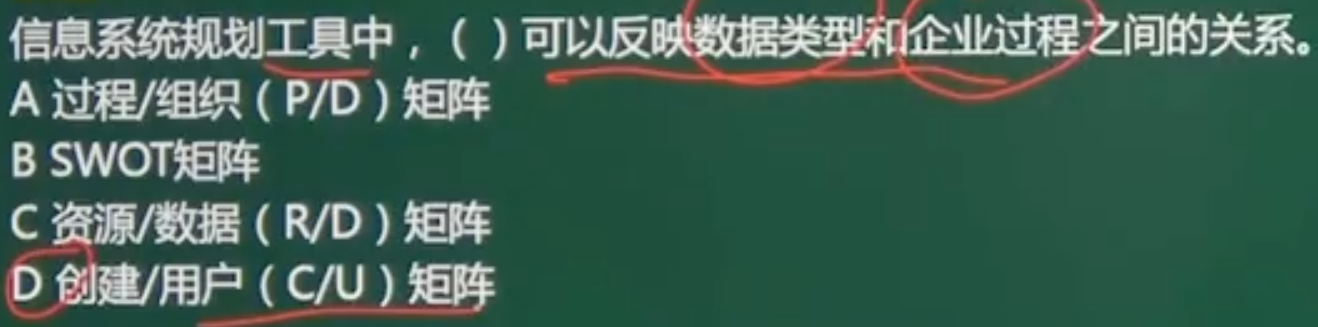 信息系统规划工具中，（ ）可以反映数据类型和企业过程之间的关系。
A 过程/组织（P/D）矩阵
B SWOT矩阵
C 资源/数据（R/D）矩阵
D 创建/用户（C/U）矩阵